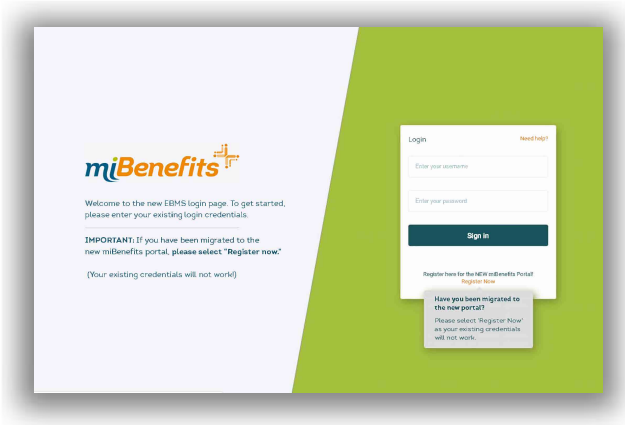 miBenefits
Welcome to the new EBMS login page. To get started,
please enter your existing login credentials.
IMPORTANT: If you have been migrated to the
new miBenefits portal, please select "Register now."
(Your existing credentials will not work!)
Login
Need help?
Enter your username
Enter your password
Sign in
Register here for the NEW miBenefits Portal!
Register Now
Have you been migrated to
the new portal?
Please select 'Register Now'
as your existing credentials
will not work.